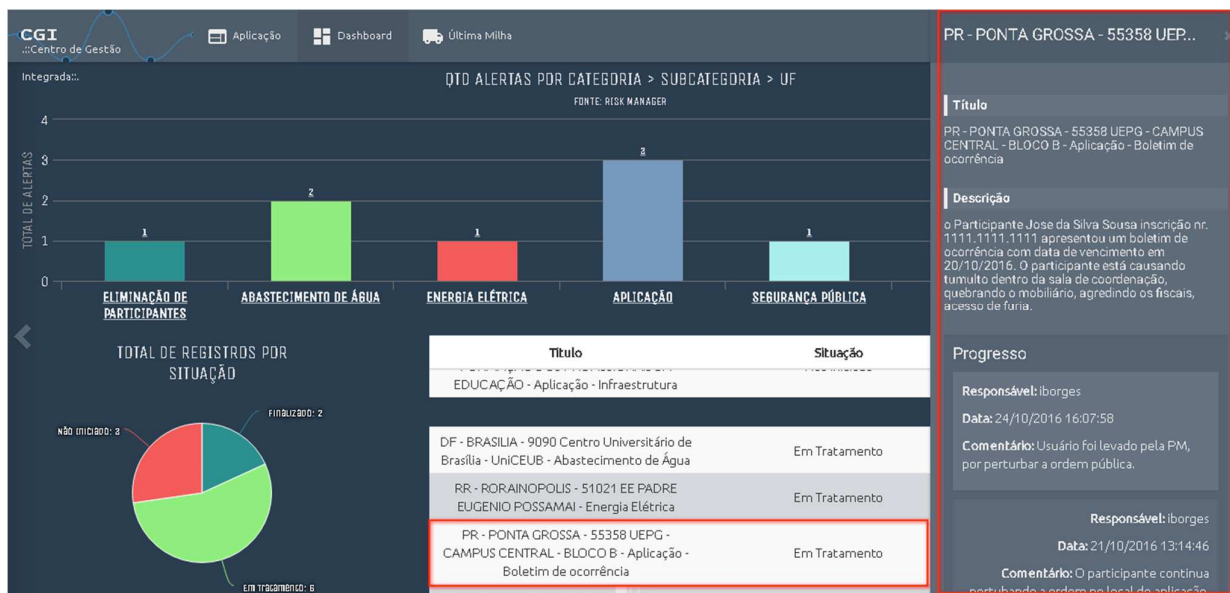 CGI
.::Centro de Gestão
Integrada::.
Aplicação
Dashboard
Última Milha
QTD ALERTAS POR CATEGORIA > SUBCATEGORIA > UF
FONTE: RISK MANAGER
TOTAL DE ALERTAS
4
3
2
1
0
1
2
1
3
1
ELIMINAÇÃO DE
PARTICIPANTES
ABASTECIMENTO DE ÁGUA
ENERGIA ELÉTRICA
APLICAÇÃO
SEGURANÇA PÚBLICA
TOTAL DE REGISTROS POR
SITUAÇÃO
Finalizado: 2
Não iniciado: 3
Em Tratamento: 6
Titulo
Situação
EDUCAÇÃO - Aplicação - Infraestrutura
DF - BRASILIA - 9090 Centro Universitário de
Brasília - UniCEUB - Abastecimento de Água
Em Tratamento
RR - RORAINOPOLIS - 51021 EE PADRE
EUGENIO POSSAMAI - Energia Elétrica
Em Tratamento
PR - PONTA GROSSA - 55358 UEPG -
CAMPUS CENTRAL - BLOCO B - Aplicação -
Boletim de ocorrência
Em Tratamento
PR - PONTA GROSSA - 55358 UEP...
Título
PR - PONTA GROSSA - 55358 UEPG - CAMPUS
CENTRAL - BLOCO B - Aplicação - Boletim de
ocorrência
Descrição
o Participante Jose da Silva Sousa inscrição nr.
1111.1111.1111 apresentou um boletim de
ocorrência com data de vencimento em
20/10/2016. O participante está causando
tumulto dentro da sala de coordenação,
quebrando o mobiliário, agredindo os fiscais,
acesso de furia.
Progresso
Responsável: iborges
Data: 24/10/2016 16:07:58
Comentário: Usuário foi levado pela PM,
por perturbar a ordem pública.
Responsável: iborges
Data: 21/10/2016 13:14:46
Comentário: O participante continua
pertubando a ordem no local de aplicação